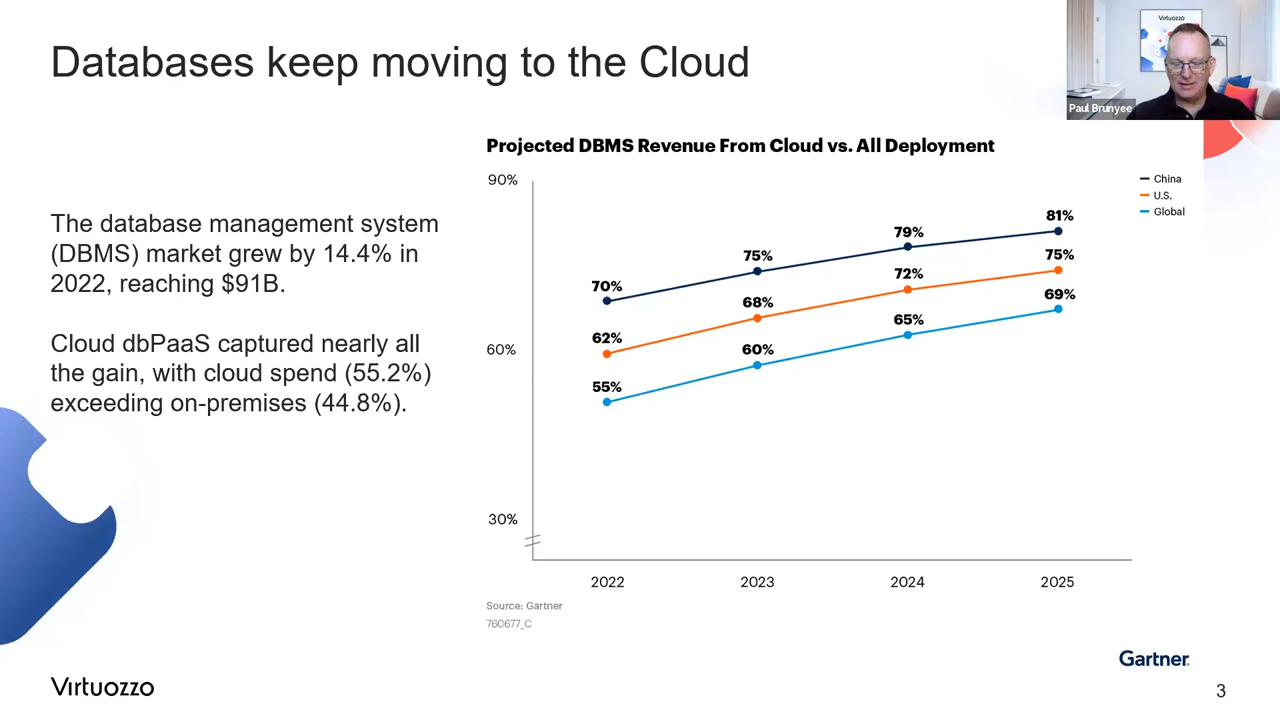 Databases keep moving to the Cloud
Virtuozzo
Paul Brunyee
The database management system
(DBMS) market grew by 14.4% in
2022, reaching $91B.
Cloud dbPaaS captured nearly all
the gain, with cloud spend (55.2%)
exceeding on-premises (44.8%).
Projected DBMS Revenue From Cloud vs. All Deployment
China
U.S.
Global
90%
60%
30%
70%
75%
79%
81%
62%
68%
72%
75%
55%
60%
65%
69%
2022 2023 2024 2025
Source: Gartner
760677_C
Gartner
Virtuozzo
3